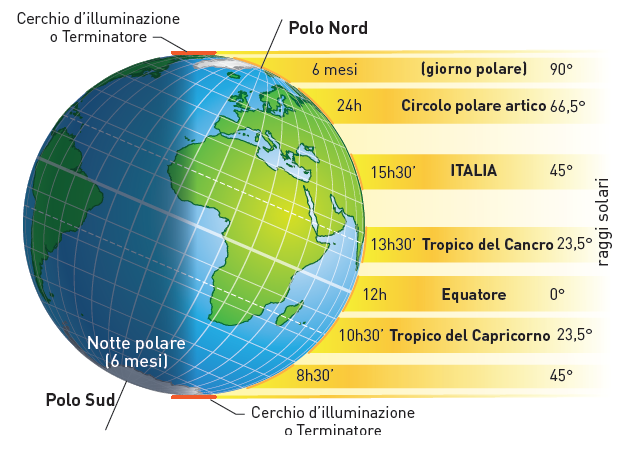 Cerchio d'illuminazione
o Terminatore
Polo Nord
6 mesi (giorno polare) 90°
24h Circolo polare artico 66,5°
15h30' ITALIA 45°
13h30' Tropico del Cancro 23,5°
12h Equatore 0°
10h30' Tropico del Capricorno 23,5°
8h30' 45°
raggi solari
Notte polare
(6 mesi)
Polo Sud
Cerchio d'illuminazione
o Terminatore